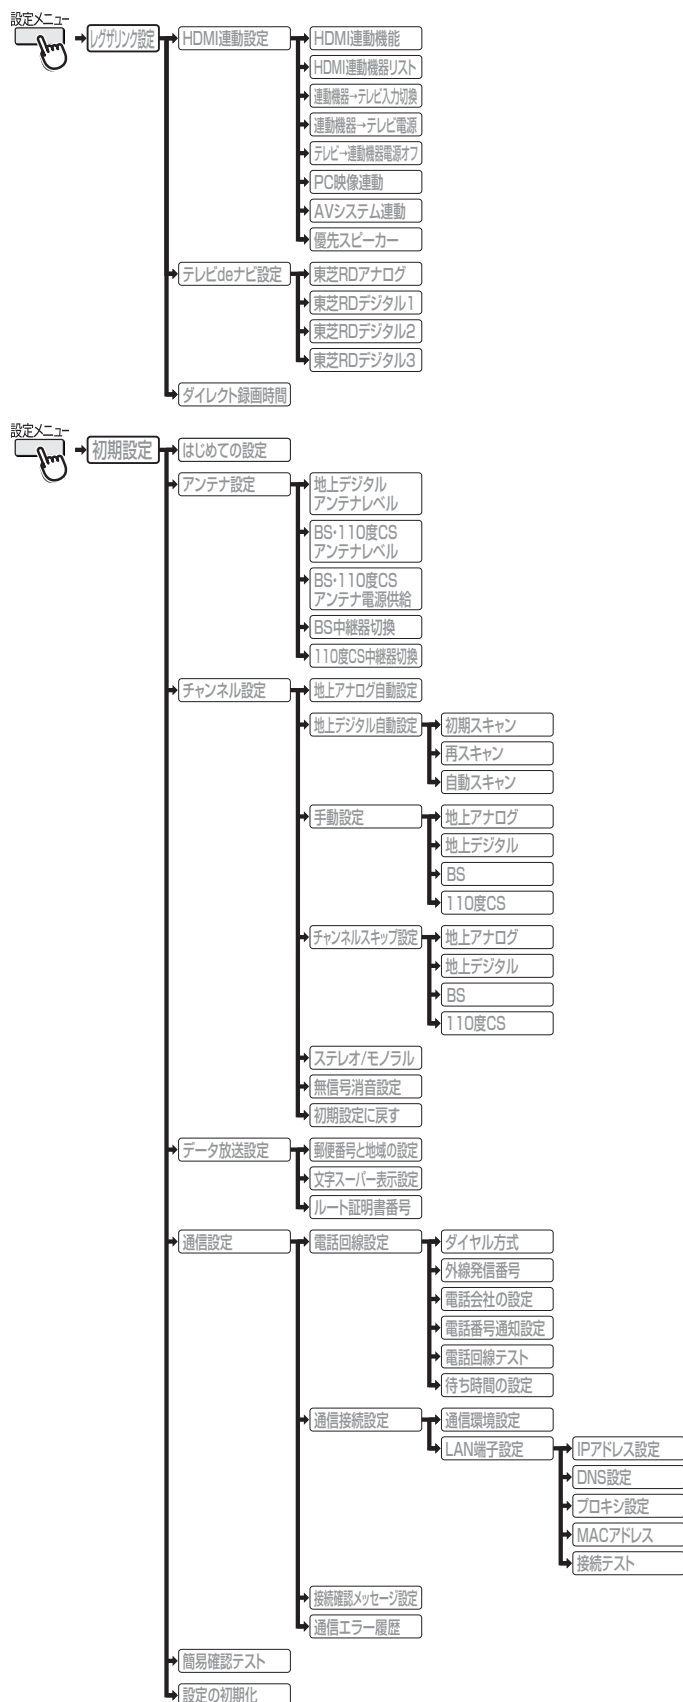 設定メニュー
レグザリンク設定
HDMI連動設定
HDMI連動機能
HDMI連動機器リスト
連動機器→テレビ入力切換
連動機器→テレビ電源
テレビ→連動機器電源オフ
PC映像連動
AVシステム連動
優先スピーカー
テレビdeナビ設定
東芝RDアナログ
東芝RDデジタル1
東芝RDデジタル2
東芝RDデジタル3
ダイレクト録画時間
設定メニュー
初期設定
はじめての設定
アンテナ設定
地上デジタル
アンテナレベル
BS・110度CS
アンテナレベル
BS・110度CS
アンテナ電源供給
BS中継器切換
110度CS中継器切換
チャンネル設定
地上アナログ自動設定
地上デジタル自動設定
初期スキャン
再スキャン
自動スキャン
手動設定
地上アナログ
地上デジタル
BS
110度CS
チャンネルスキップ設定
地上アナログ
地上デジタル
BS
110度CS
ステレオ/モノラル
無信号消音設定
初期設定に戻す
データ放送設定
郵便番号と地域の設定
文字スーパー表示設定
ルート証明書番号
通信設定
電話回線設定
ダイヤル方式
外線発信番号
電話会社の設定
電話番号通知設定
電話回線テスト
待ち時間の設定
通信接続設定
通信環境設定
LAN端子設定
IPアドレス設定
DNS設定
プロキシ設定
MACアドレス
接続テスト
接続確認メッセージ設定
通信エラー履歴
簡易確認テスト
設定の初期化